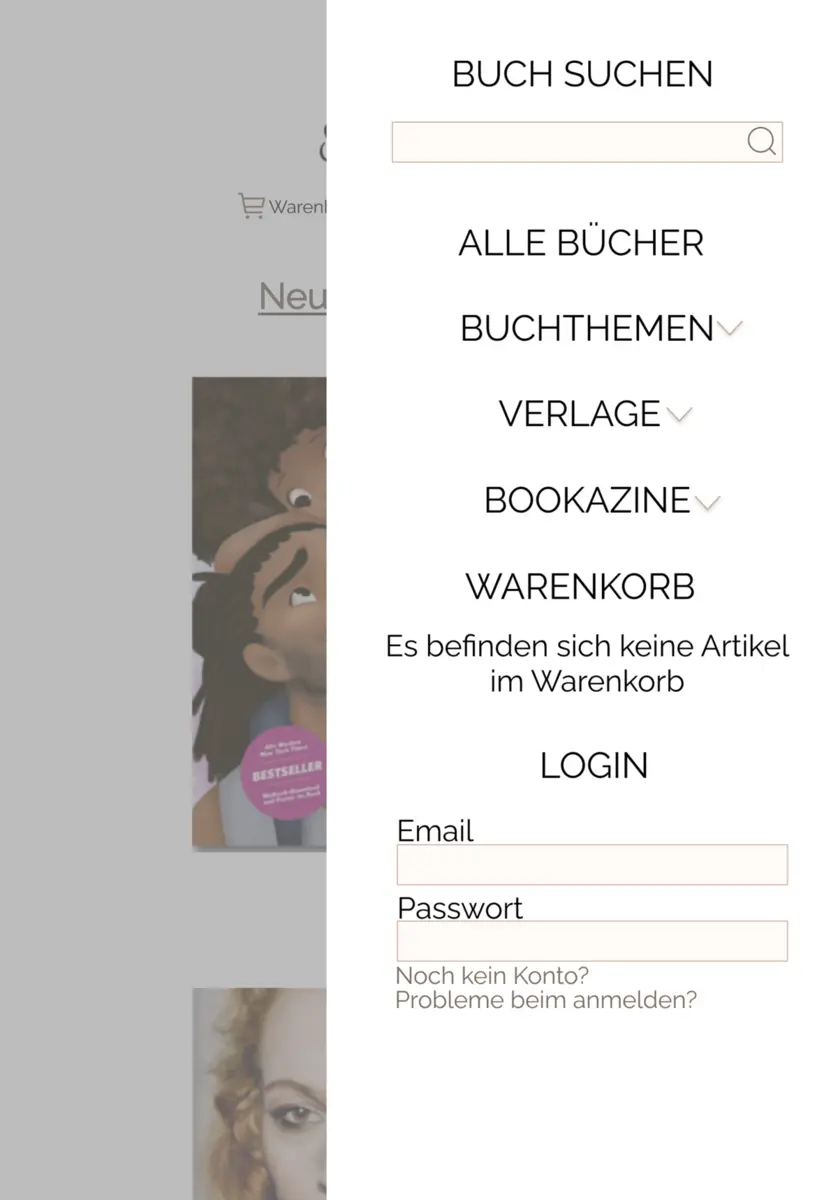 BUCH SUCHEN
Warenk
Neu
ALLE BÜCHER
BUCHTHEMEN
VERLAGE
BOOKAZINE
WARENKORB
Es befinden sich keine Artikel
im Warenkorb
BESTSELLER
LOGIN
Email
Passwort
Noch kein Konto?
Probleme beim anmelden?